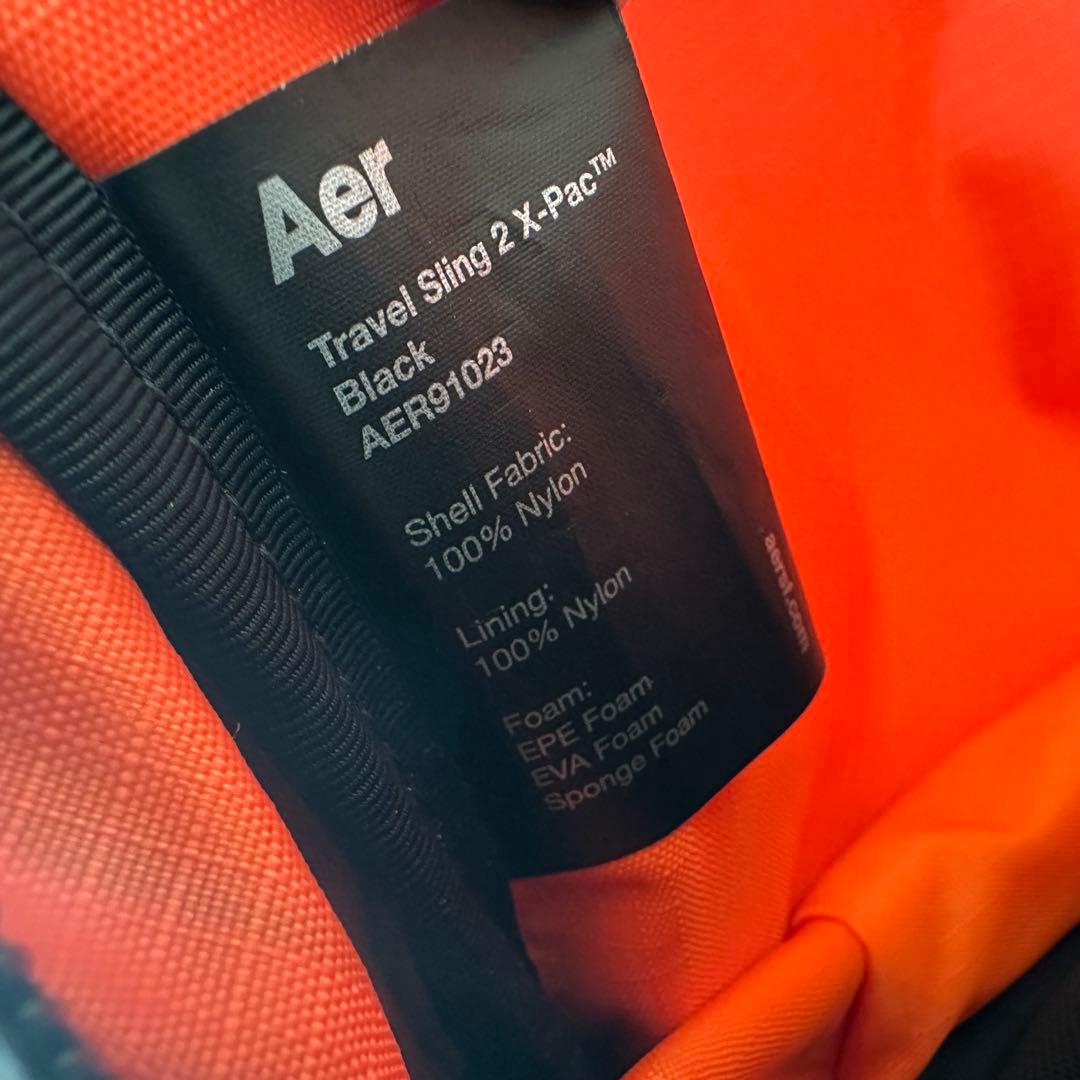 Aer
Travel Sling 2 X-Pac™
Black
AER91023
Shell Fabric:
100% Nylon
Lining:
100% Nylon
Foam:
EPE Foam
EVA Foam
Sponge Foam
aersf.com